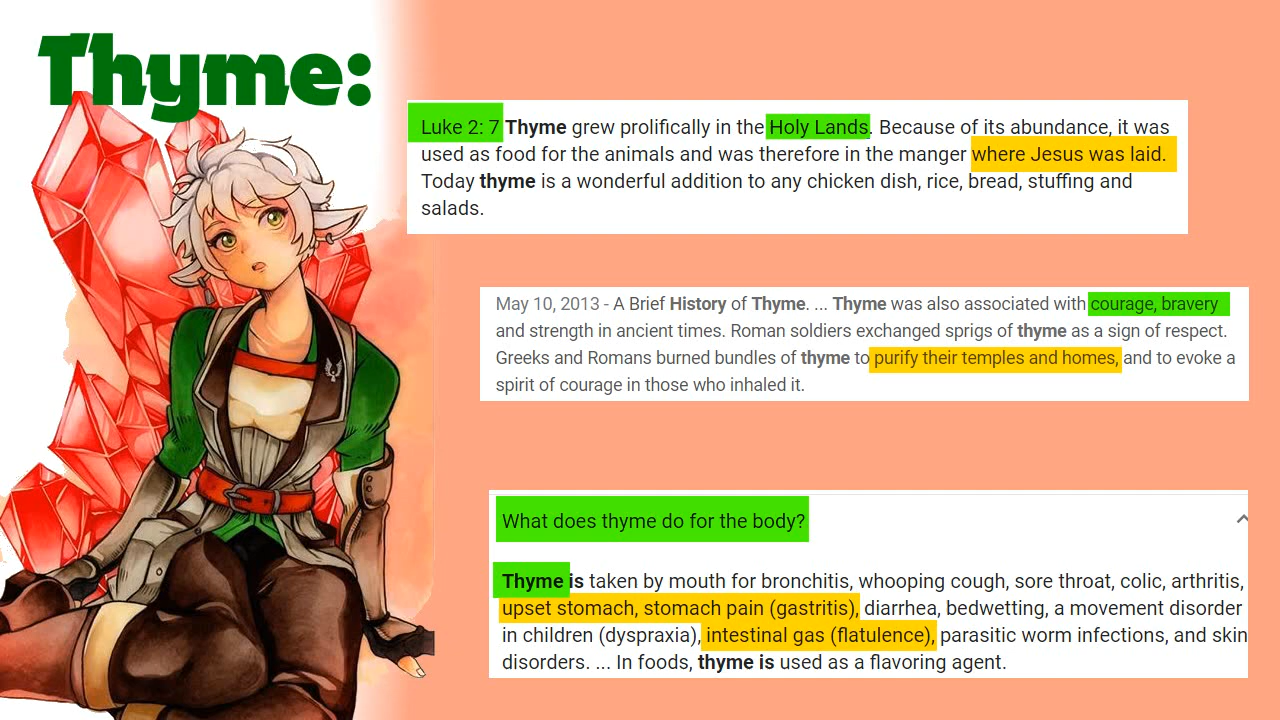 Thyme:
Luke 2: 7 Thyme grew prolifically in the Holy Lands. Because of its abundance, it was
used as food for the animals and was therefore in the manger where Jesus was laid.
Today thyme is a wonderful addition to any chicken dish, rice, bread, stuffing and
salads.
May 10, 2013 - A Brief History of Thyme. ... Thyme was also associated with courage, bravery
and strength in ancient times. Roman soldiers exchanged sprigs of thyme as a sign of respect.
Greeks and Romans burned bundles of thyme to purify their temples and homes, and to evoke a
spirit of courage in those who inhaled it.
What does thyme do for the body?
Thyme is taken by mouth for bronchitis, whooping cough, sore throat, colic, arthritis,
upset stomach, stomach pain (gastritis), diarrhea, bedwetting, a movement disorder
in children (dyspraxia), intestinal gas (flatulence), parasitic worm infections, and skin
disorders. ... In foods, thyme is used as a flavoring agent.